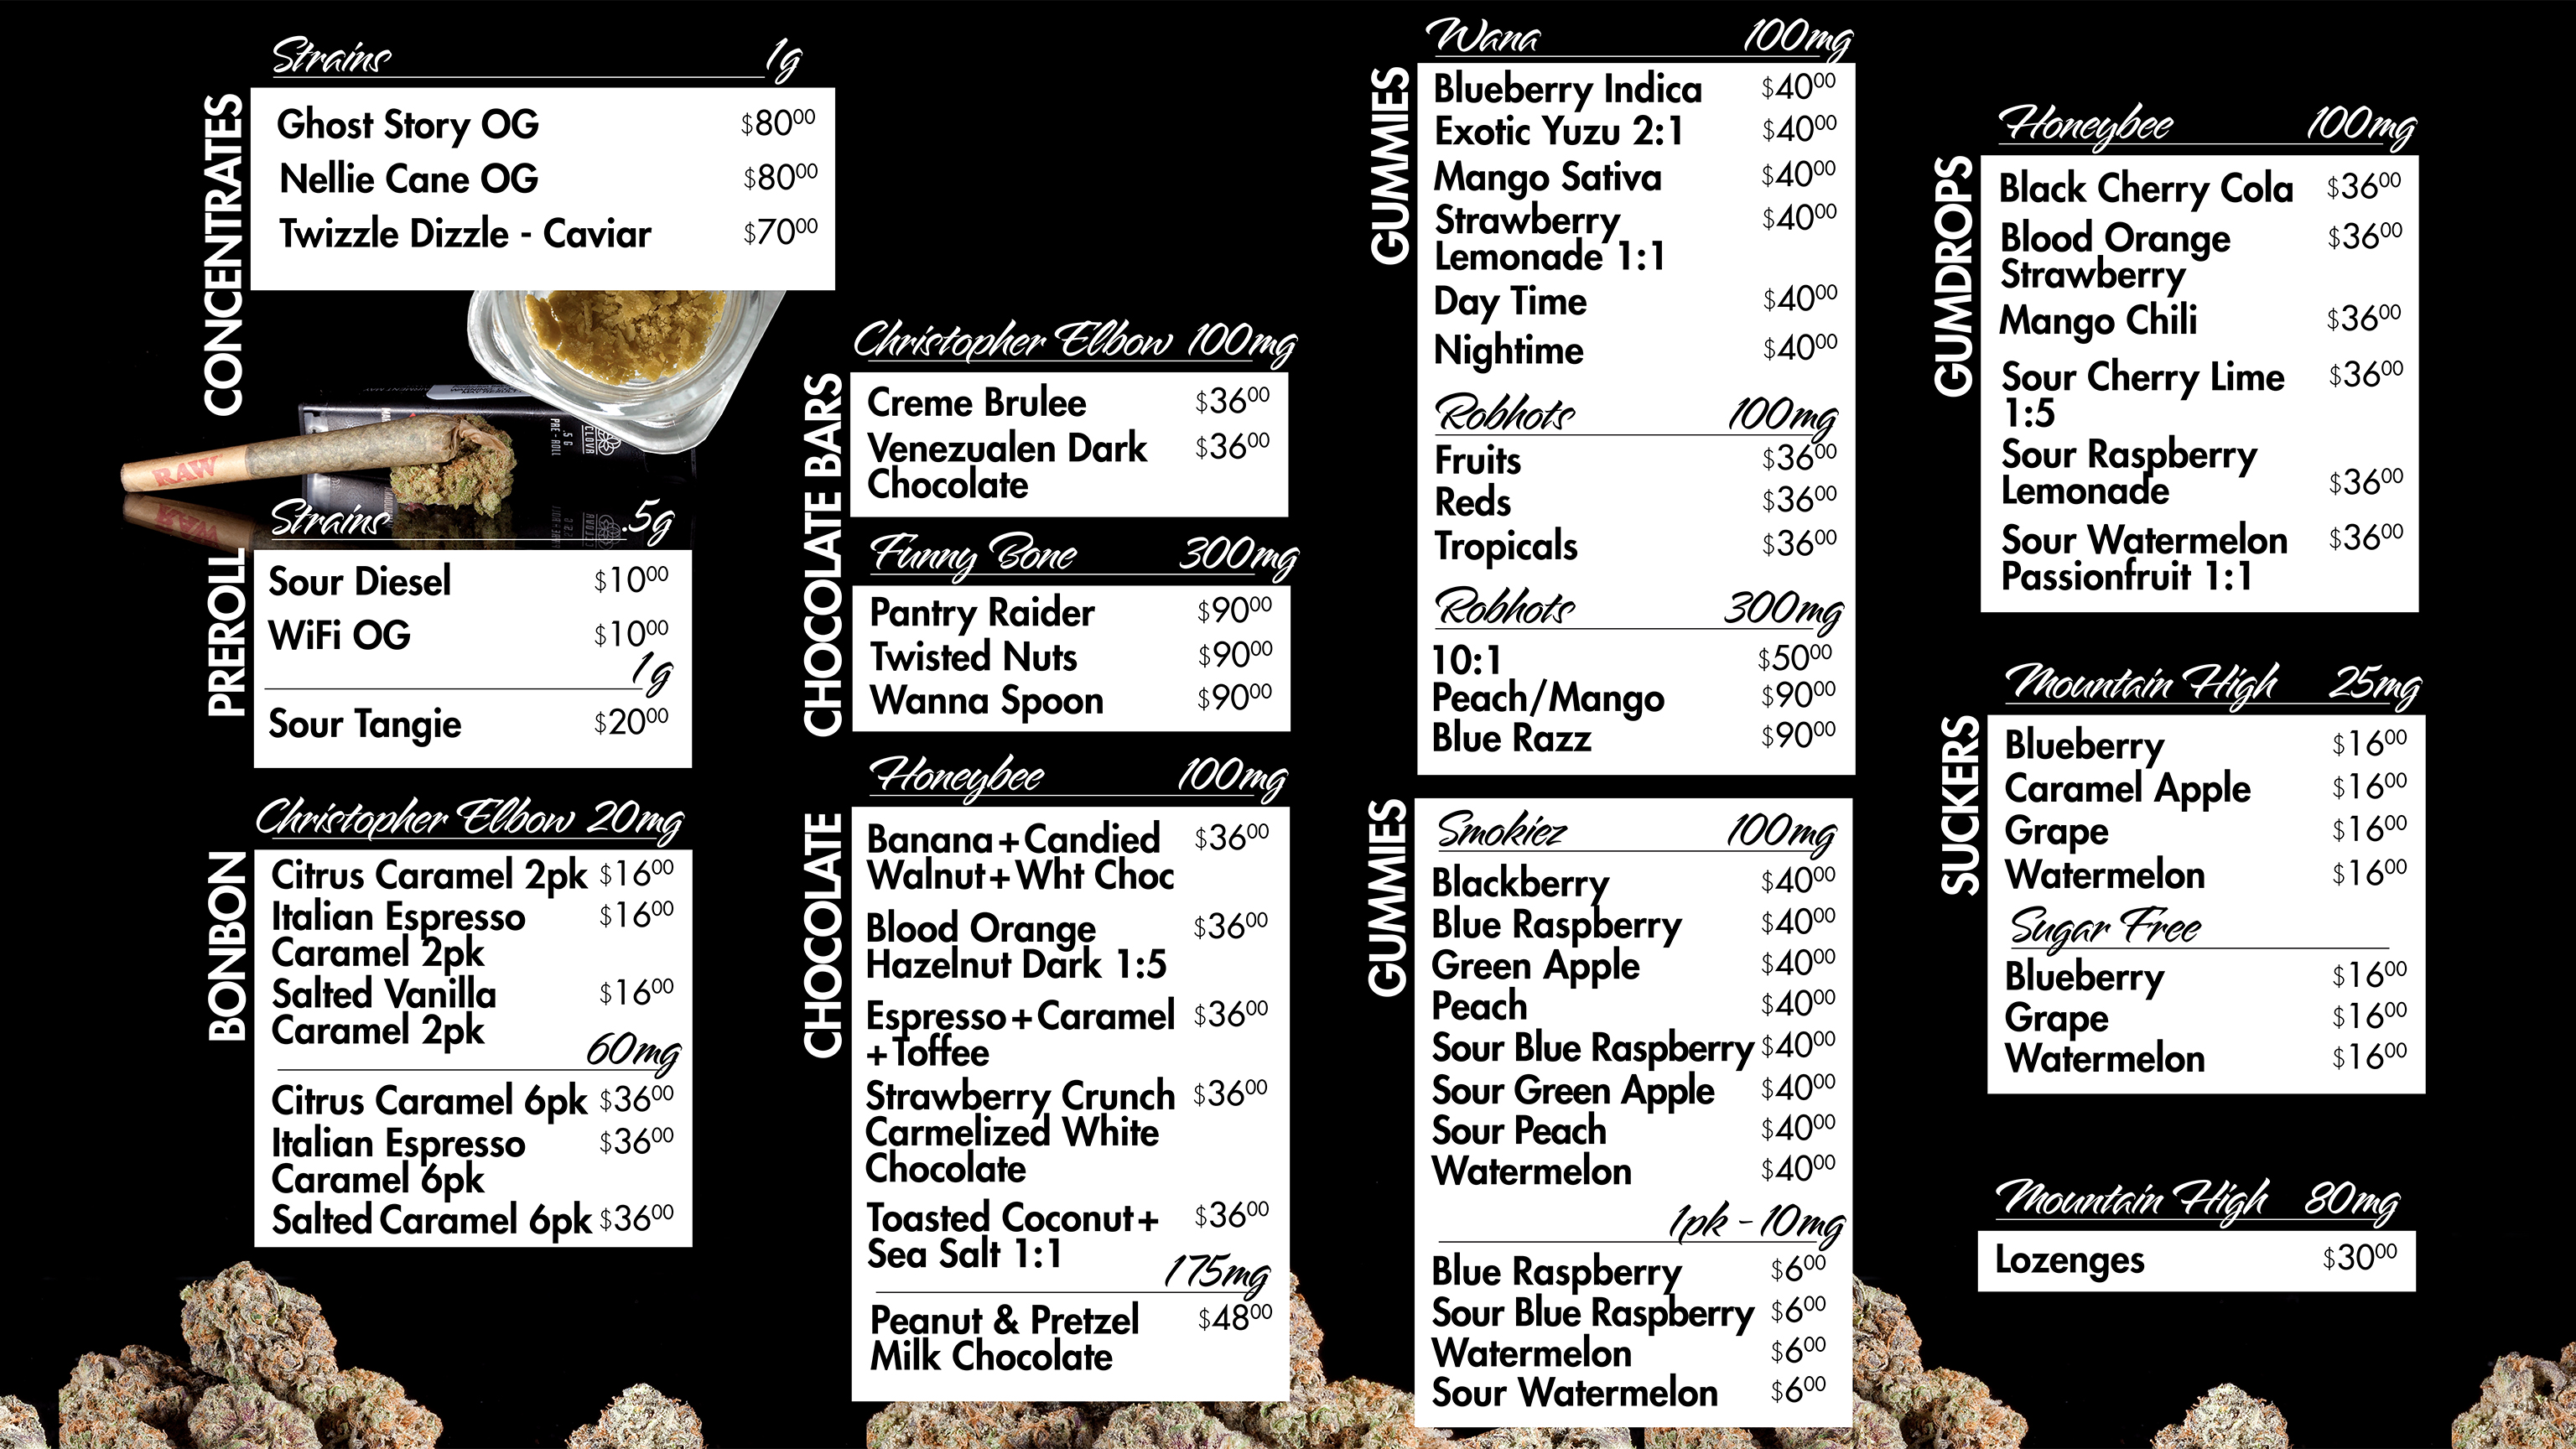 Strains 1g
CONCENTRATES
Ghost Story OG $80.00
Nellie Cane OG $80.00
Twizzle Dizzle - Caviar $70.00
RAW
Strains .5g
PREROLL
Sour Diesel $10.00
WiFi OG $10.00
1g
Sour Tangie $20.00
Christopher Elbow 20mg
BONBON
Citrus Caramel 2pk $16.00
Italian Espresso $16.00
Caramel 2pk
Salted Vanilla $16.00
Caramel 2pk
60mg
Citrus Caramel 6pk $36.00
Italian Espresso $36.00
Caramel 6pk
Salted Caramel 6pk $36.00
Christopher Elbow 100mg
CHOCOLATE BARS
Creme Brulee $36.00
Venezualen Dark $36.00
Chocolate
Funny Bone 300mg
Pantry Raider $90.00
Twisted Nuts $90.00
Wanna Spoon $90.00
Honeybee 100mg
CHOCOLATE
Banana+Candied $36.00
Walnut+Wht Choc
Blood Orange $36.00
Hazelnut Dark 1:5
Espresso+Caramel $36.00
+Toffee
Strawberry Crunch $36.00
Carmelized White
Chocolate
Toasted Coconut+ $36.00
Sea Salt 1:1
175mg
Peanut & Pretzel $48.00
Milk Chocolate
Wana 100mg
GUMMIES
Blueberry Indica $40.00
Exotic Yuzu 2:1 $40.00
Mango Sativa $40.00
Strawberry $40.00
Lemonade 1:1
Day Time $40.00
Nightime $40.00
Robhots 100mg
Fruits $36.00
Reds $36.00
Tropicals $36.00
Robhots 300mg
10:1 $50.00
Peach/Mango $90.00
Blue Razz $90.00
GUMMIES
Smokiez 100mg
Blackberry $40.00
Blue Raspberry $40.00
Green Apple $40.00
Peach $40.00
Sour Blue Raspberry $40.00
Sour Green Apple $40.00
Sour Peach $40.00
Watermelon $40.00
1pk - 10mg
Blue Raspberry $6.00
Sour Blue Raspberry $6.00
Watermelon $6.00
Sour Watermelon $6.00
Honeybee 100mg
GUMDROPS
Black Cherry Cola $36.00
Blood Orange $36.00
Strawberry
Mango Chili $36.00
Sour Cherry Lime $36.00
1:5
Sour Raspberry
Lemonade $36.00
Sour Watermelon $36.00
Passionfruit 1:1
Mountain High 25mg
SUCKERS
Blueberry $16.00
Caramel Apple $16.00
Grape $16.00
Watermelon $16.00
Sugar Free
Blueberry $16.00
Grape $16.00
Watermelon $16.00
Mountain High 80mg
Lozenges $30.00